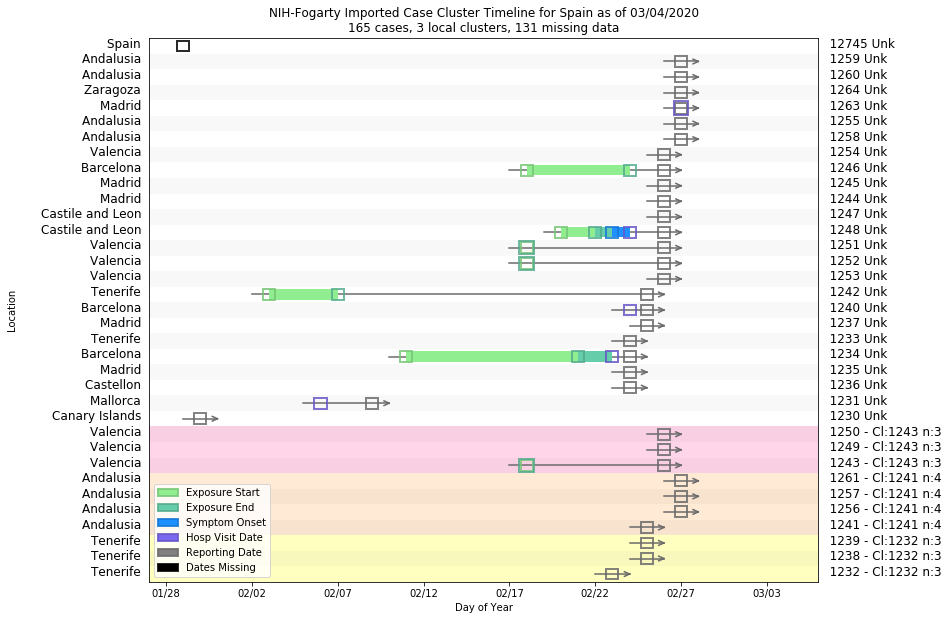 NIH-Fogarty Imported Case Cluster Timeline for Spain as of 03/04/2020
165 cases, 3 local clusters, 131 missing data
Location
Spain 12745 Unk
Andalusia 1259 Unk
Andalusia 1260 Unk
Zaragoza 1264 Unk
Madrid 1263 Unk
Andalusia 1255 Unk
Andalusia 1258 Unk
Valencia 1254 Unk
Barcelona 1246 Unk
Madrid 1245 Unk
Madrid 1244 Unk
Castile and Leon 1247 Unk
Castile and Leon 1248 Unk
Valencia 1251 Unk
Valencia 1252 Unk
Valencia 1253 Unk
Tenerife 1242 Unk
Barcelona 1240 Unk
Madrid 1237 Unk
Tenerife 1233 Unk
Barcelona 1234 Unk
Madrid 1235 Unk
Castellon 1236 Unk
Mallorca 1231 Unk
Canary Islands 1230 Unk
Valencia 1250 - Cl:1243 n:3
Valencia 1249 - Cl:1243 n:3
Valencia 1243 - Cl:1243 n:3
Andalusia 1261 - Cl:1241 n:4
Andalusia 1257 - Cl:1241 n:4
Andalusia 1256 - Cl:1241 n:4
Andalusia 1241 - Cl:1241 n:4
Tenerife 1239 - Cl:1232 n:3
Tenerife 1238 - Cl:1232 n:3
Tenerife 1232 - Cl:1232 n:3
Exposure Start
Exposure End
Symptom Onset
Hosp Visit Date
Reporting Date
Dates Missing
01/28 02/02 02/07 02/12 02/17 02/22 02/27 03/03
Day of Year